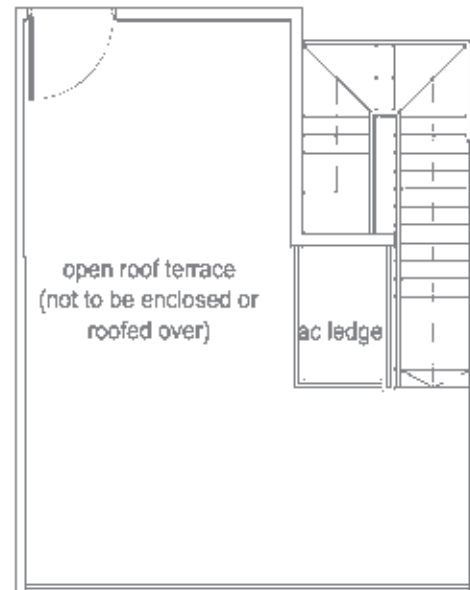 open roof terrace
(not to be enclosed or
roofed over)
ac ledge